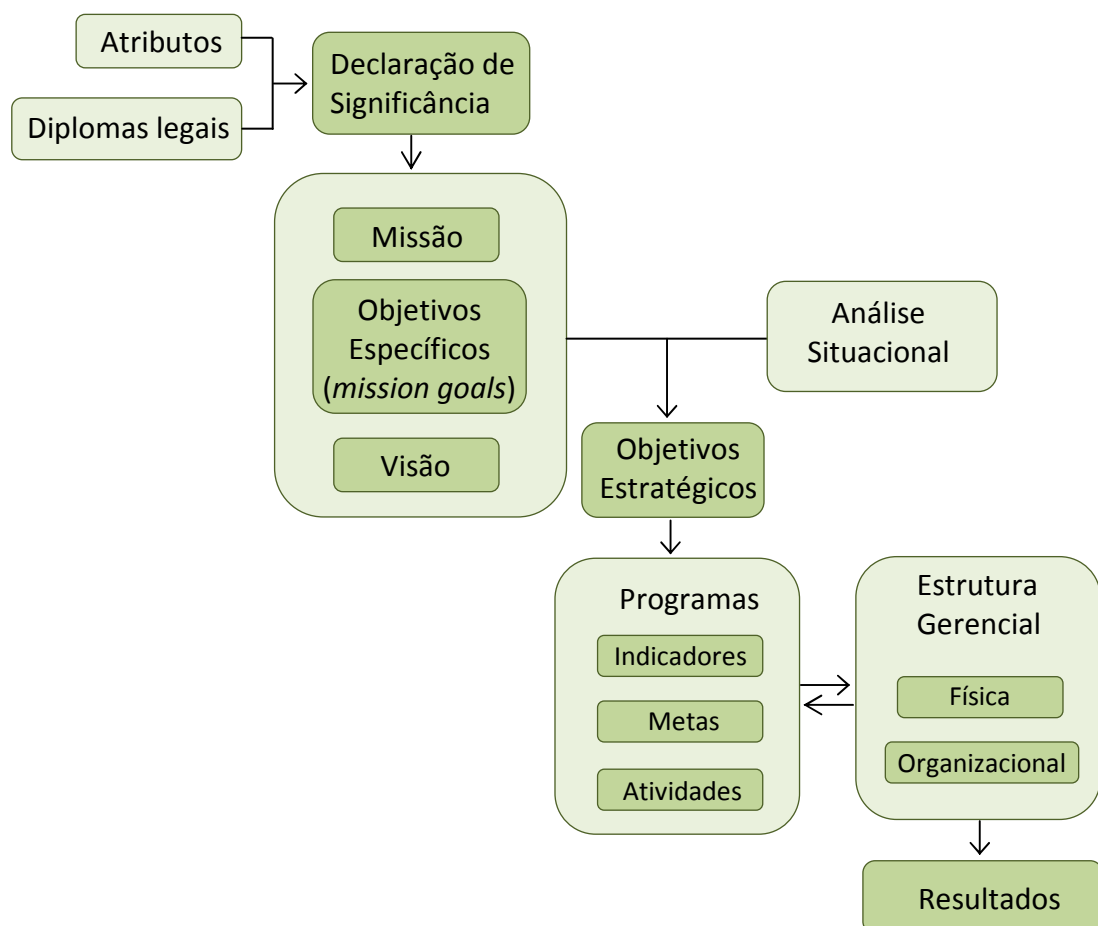 Atributos
Diplomas legais
Declaração de
Significância
Missão
Objetivos
Específicos
(mission goals)
Visão
Análise
Situacional
Objetivos
Estratégicos
Programas
Indicadores
Metas
Atividades
Estrutura
Gerencial
Física
Organizacional
Resultados